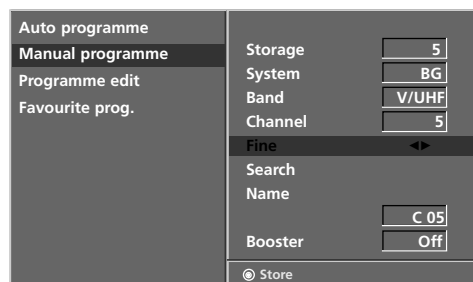 Auto programme
Manual programme
Programme edit
Favourite prog.
Storage 5
System BG
Band V/UHF
Channel 5
Fine ◀▶
Search
Name
C 05
Booster Off
◉ Store